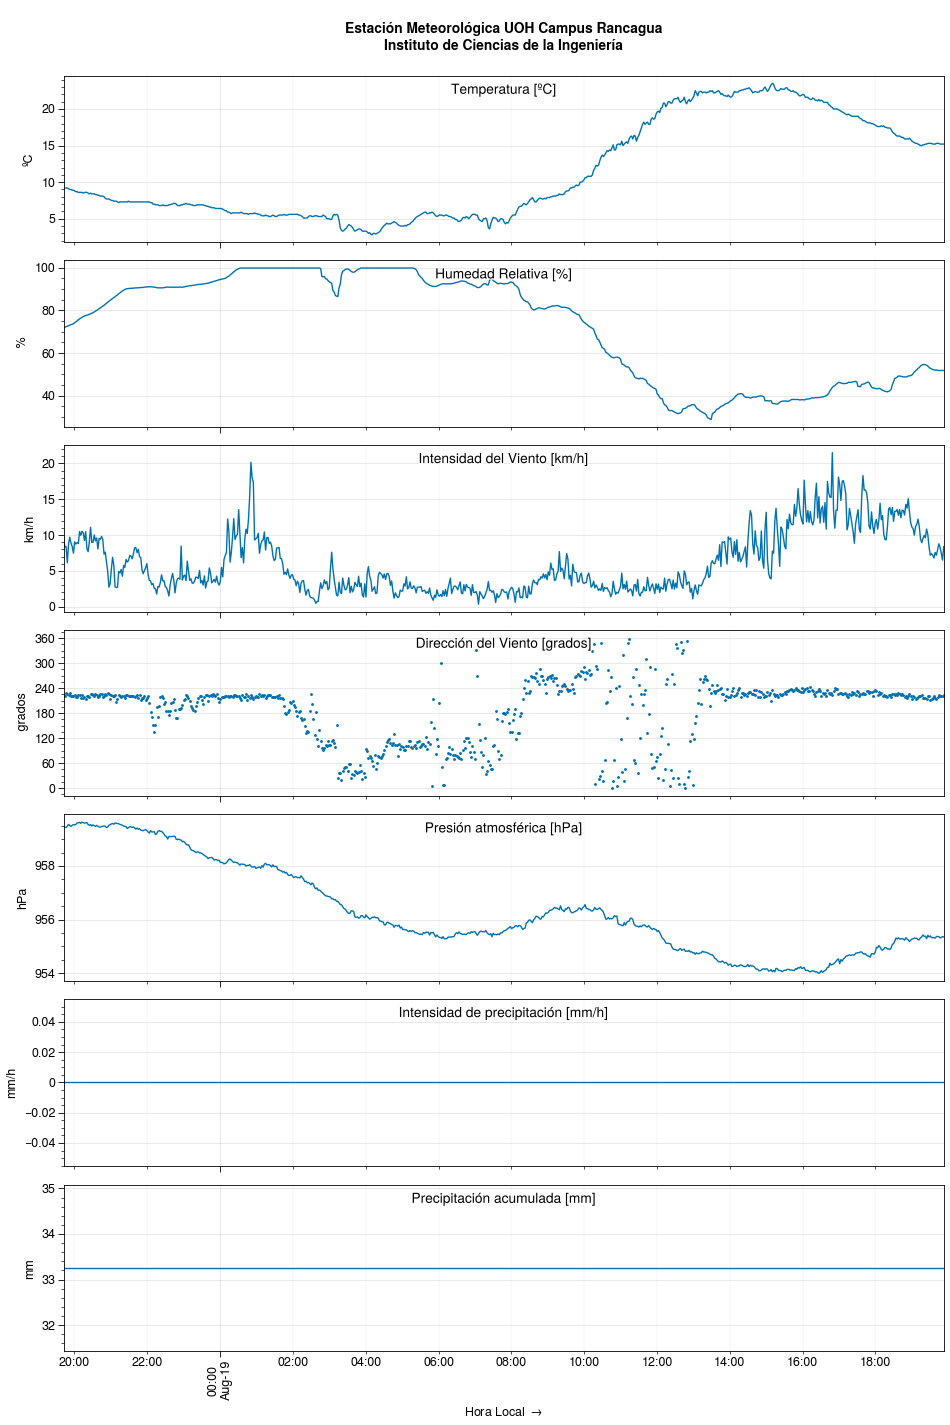 Estación Meteorológica UOH Campus Rancagua
Instituto de Ciencias de la Ingeniería
Temperatura [ºC]
20
15
10
5
ºC
Humedad Relativa [%]
100
80
60
40
%
Intensidad del Viento [km/h]
20
15
10
5
0
km/h
Dirección del Viento [grados]
360
300
240
180
120
60
0
grados
Presión atmosférica [hPa]
958
956
954
hPa
Intensidad de precipitación [mm/h]
0.04
0.02
0
−0.02
−0.04
mm/h
Precipitación acumulada [mm]
35
34
33
32
mm
20:00 22:00 00:00 02:00 04:00 06:00 08:00 10:00 12:00 14:00 16:00 18:00
Aug-19
Hora Local →